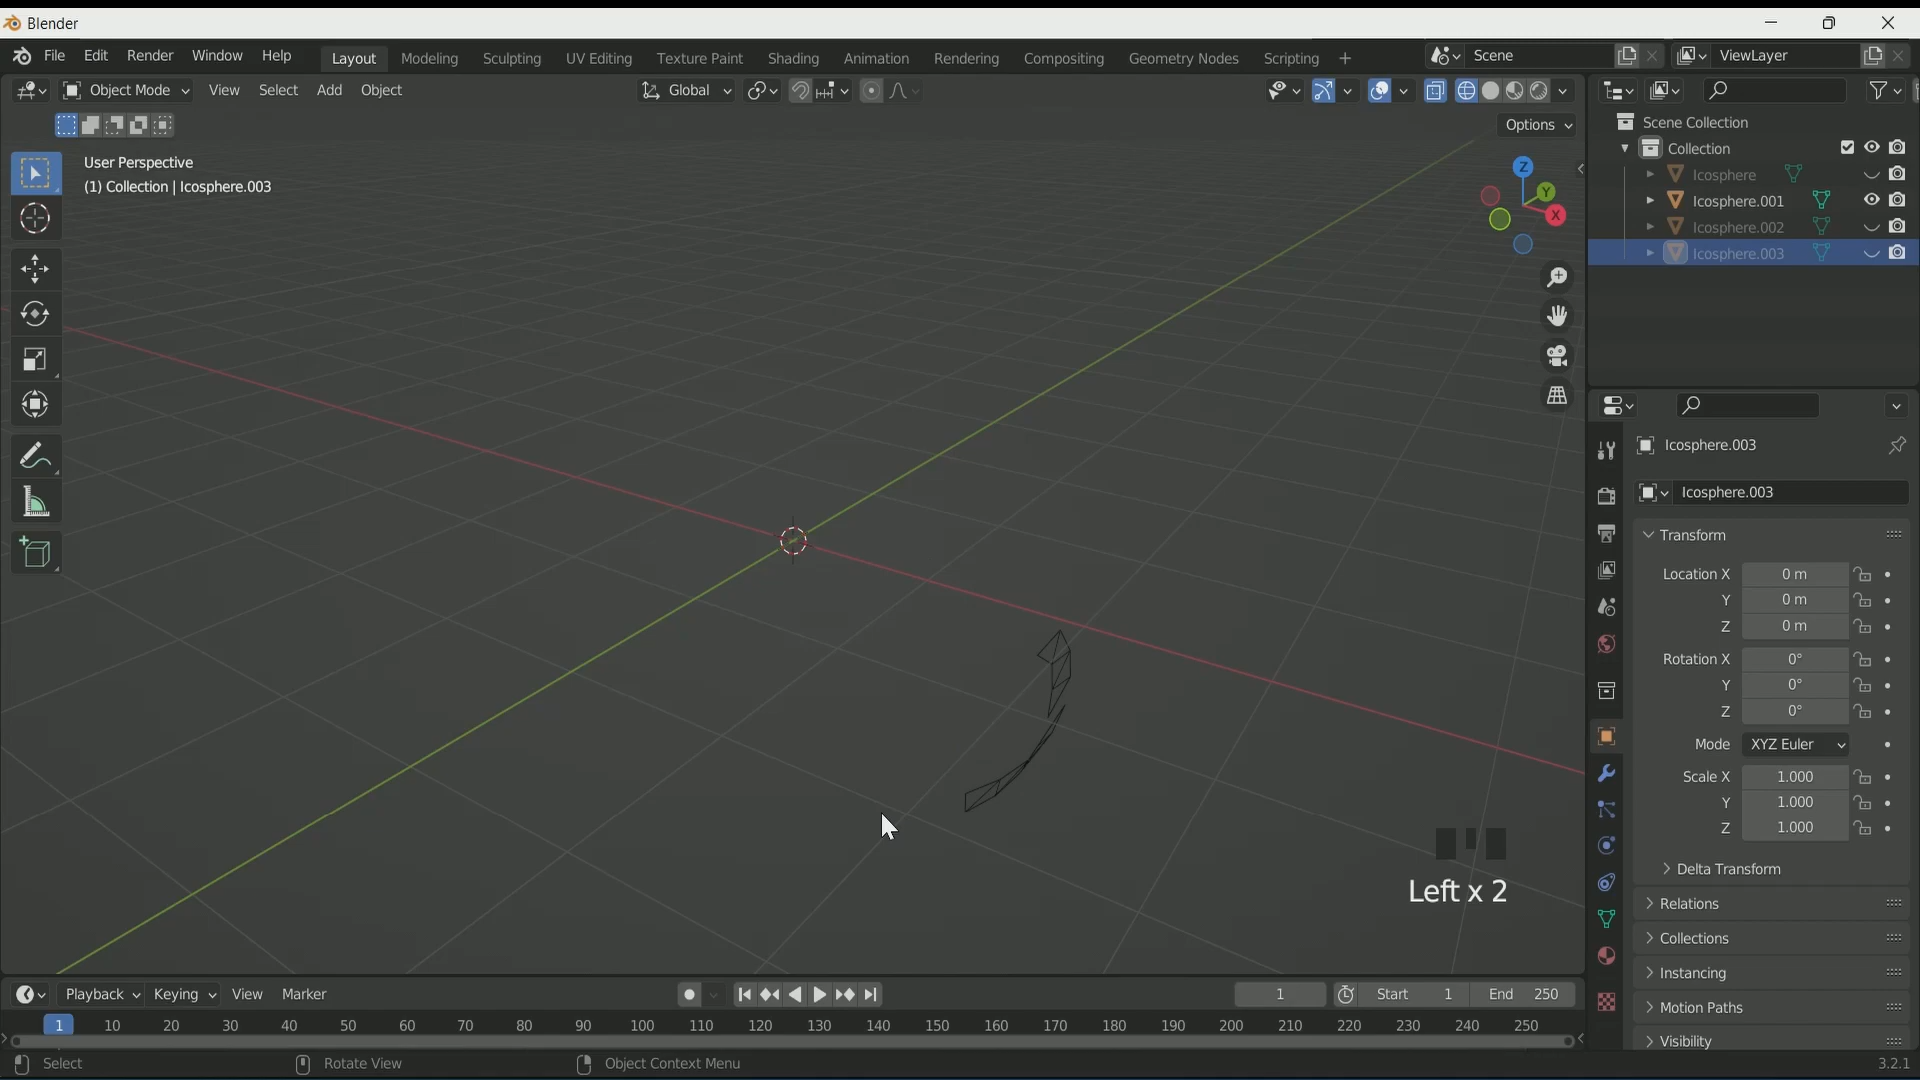 Blender
File Edit Render Window Help Layout Modeling Sculpting UV Editing Texture Paint Shading Animation Rendering Compositing Geometry Nodes Scripting + Scene ViewLayer
Object Mode View Select Add Object Global
Options
User Perspective
(1) Collection | Icosphere.003
Z
Y
X
Left x 2
Scene Collection
Collection
Icosphere
Icosphere.001
Icosphere.002
Icosphere.003
Icosphere.003
Icosphere.003
Transform
Location X 0 m
Y 0 m
Z 0 m
Rotation X 0°
Y 0°
Z 0°
Mode XYZ Euler
Scale X 1.000
Y 1.000
Z 1.000
Delta Transform
Relations
Collections
Instancing
Motion Paths
Visibility
Playback Keying View Marker 1 Start 1 End 250
1 10 20 30 40 50 60 70 80 90 100 110 120 130 140 150 160 170 180 190 200 210 220 230 240 250
Select Rotate View Object Context Menu 3.2.1